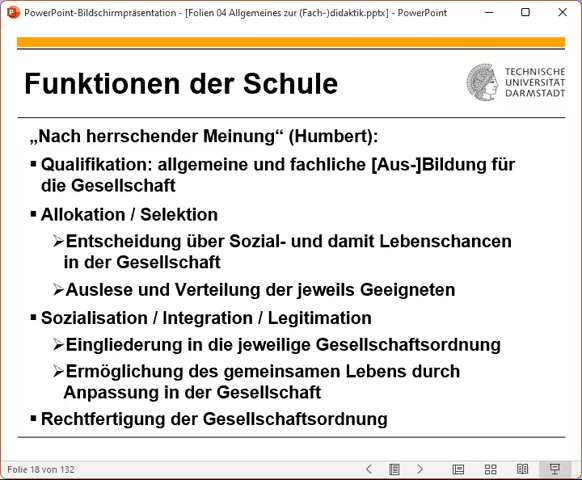 PowerPoint-Bildschirmpräsentation - [Folien 04 Allgemeines zur (Fach-)didaktik.pptx] - PowerPoint
Funktionen der Schule
TECHNISCHE
UNIVERSITÄT
DARMSTADT
„Nach herrschender Meinung“ (Humbert):
▪ Qualifikation: allgemeine und fachliche [Aus-]Bildung für
die Gesellschaft
▪ Allokation / Selektion
➢Entscheidung über Sozial- und damit Lebenschancen
in der Gesellschaft
➢Auslese und Verteilung der jeweils Geeigneten
▪ Sozialisation / Integration / Legitimation
➢Eingliederung in die jeweilige Gesellschaftsordnung
➢Ermöglichung des gemeinsamen Lebens durch
Anpassung in der Gesellschaft
▪ Rechtfertigung der Gesellschaftsordnung
Folie 18 von 132